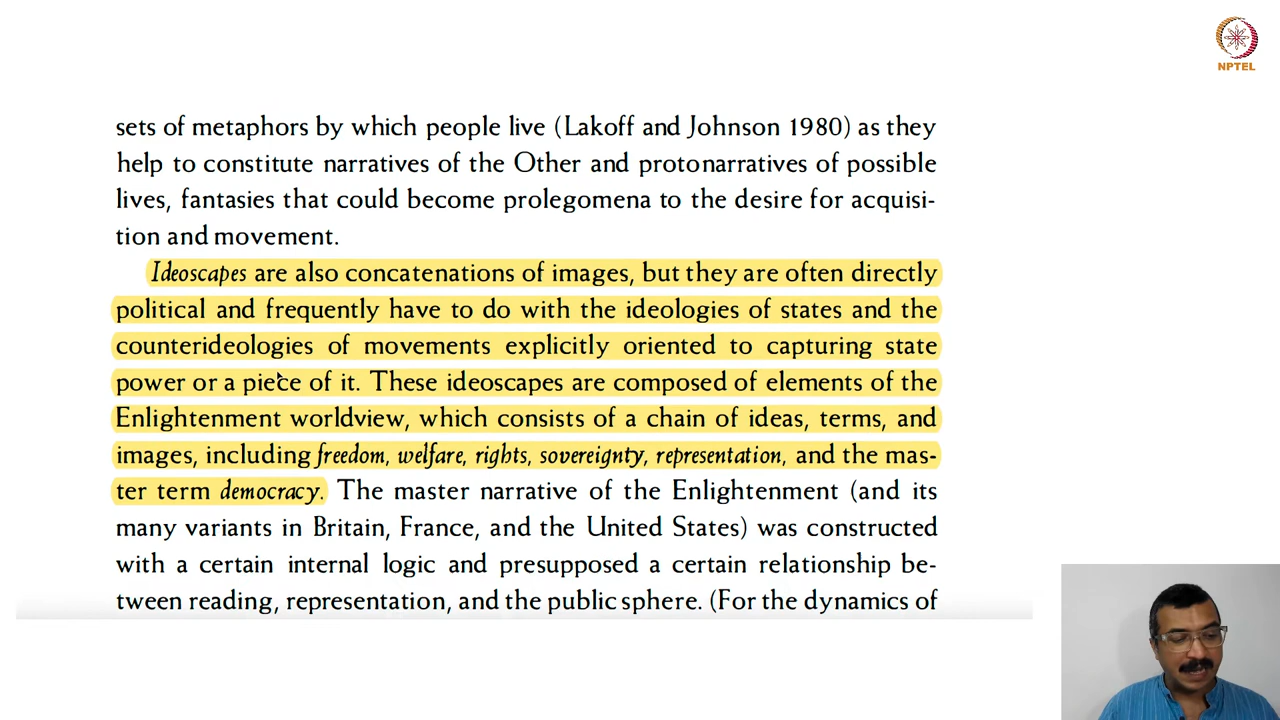 NPTEL
sets of metaphors by which people live (Lakoff and Johnson 1980) as they
help to constitute narratives of the Other and protonarratives of possible
lives, fantasies that could become prolegomena to the desire for acquisi-
tion and movement.
Ideoscapes are also concatenations of images, but they are often directly
political and frequently have to do with the ideologies of states and the
counterideologies of movements explicitly oriented to capturing state
power or a piece of it. These ideoscapes are composed of elements of the
Enlightenment worldview, which consists of a chain of ideas, terms, and
images, including freedom, welfare, rights, sovereignty, representation, and the mas-
ter term democracy. The master narrative of the Enlightenment (and its
many variants in Britain, France, and the United States) was constructed
with a certain internal logic and presupposed a certain relationship be-
tween reading, representation, and the public sphere. (For the dynamics of